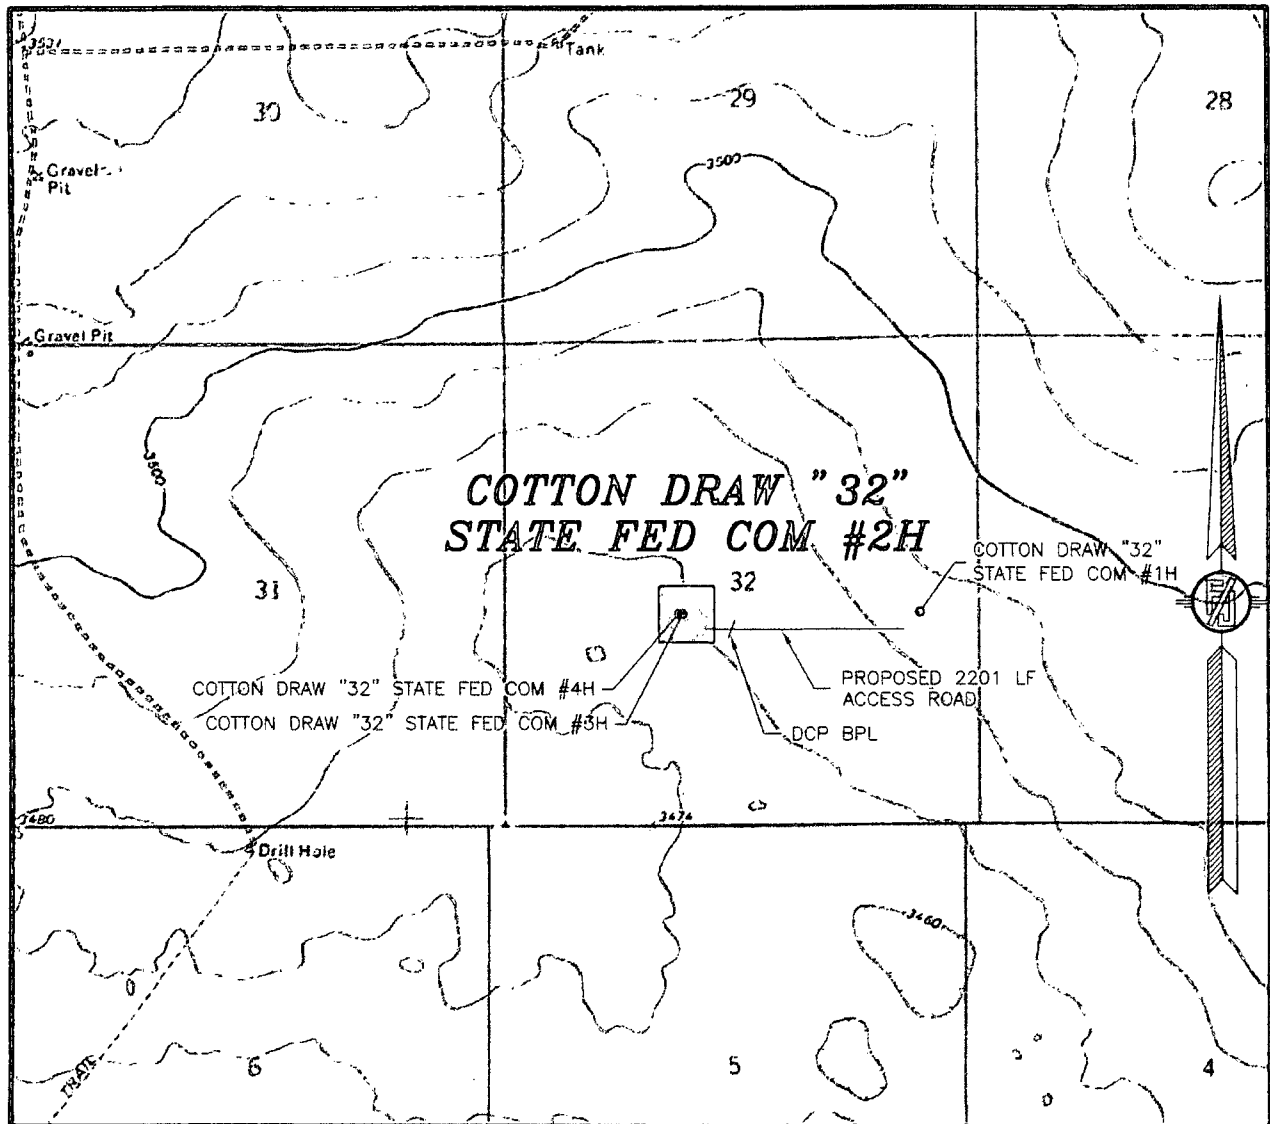 3531
Tank
30
29
28
3500
Gravel
Pit
Gravel Pit
3500
COTTON DRAW "32"
STATE FED COM #2H
COTTON DRAW "32"
STATE FED COM #1H
31
32
COTTON DRAW "32" STATE FED COM #4H
PROPOSED 2201 LF
ACCESS ROAD
COTTON DRAW "32" STATE FED COM #3H
DCP BPL
3480
3474
Drill Hole
3460
TRAIL
6
5
4